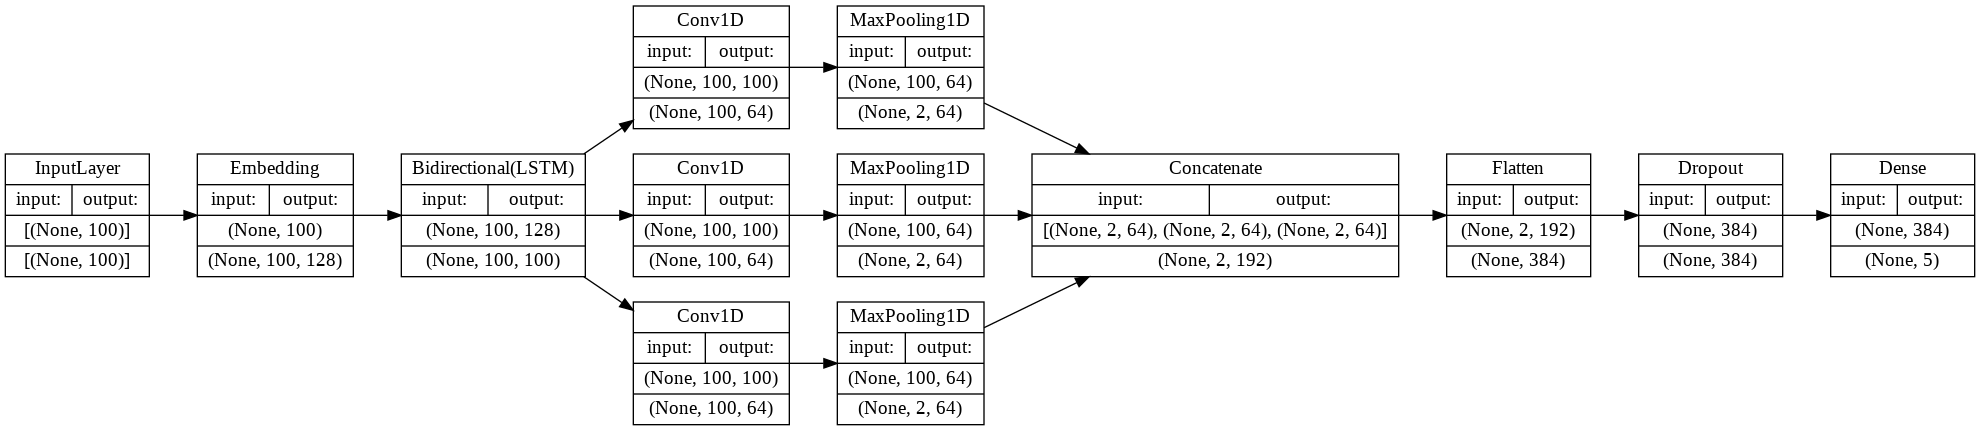 InputLayer
input: output:
[(None, 100)]
[(None, 100)]
Embedding
input: output:
(None, 100)
(None, 100, 128)
Bidirectional(LSTM)
input: output:
(None, 100, 128)
(None, 100, 100)
Conv1D
input: output:
(None, 100, 100)
(None, 100, 64)
MaxPooling1D
input: output:
(None, 100, 64)
(None, 2, 64)
Conv1D
input: output:
(None, 100, 100)
(None, 100, 64)
MaxPooling1D
input: output:
(None, 100, 64)
(None, 2, 64)
Conv1D
input: output:
(None, 100, 100)
(None, 100, 64)
MaxPooling1D
input: output:
(None, 100, 64)
(None, 2, 64)
Concatenate
input: output:
[(None, 2, 64), (None, 2, 64), (None, 2, 64)]
(None, 2, 192)
Flatten
input: output:
(None, 2, 192)
(None, 384)
Dropout
input: output:
(None, 384)
(None, 384)
Dense
input: output:
(None, 384)
(None, 5)